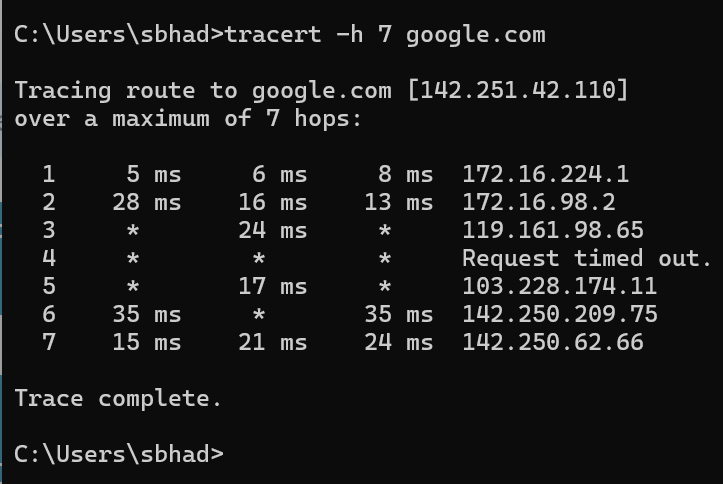 C:\Users\sbhad>tracert -h 7 google.com
Tracing route to google.com [142.251.42.110]
over a maximum of 7 hops:
1 5 ms 6 ms 8 ms 172.16.224.1
2 28 ms 16 ms 13 ms 172.16.98.2
3 * 24 ms * 119.161.98.65
4 * * * Request timed out.
5 * 17 ms * 103.228.174.11
6 35 ms * 35 ms 142.250.209.75
7 15 ms 21 ms 24 ms 142.250.62.66
Trace complete.
C:\Users\sbhad>